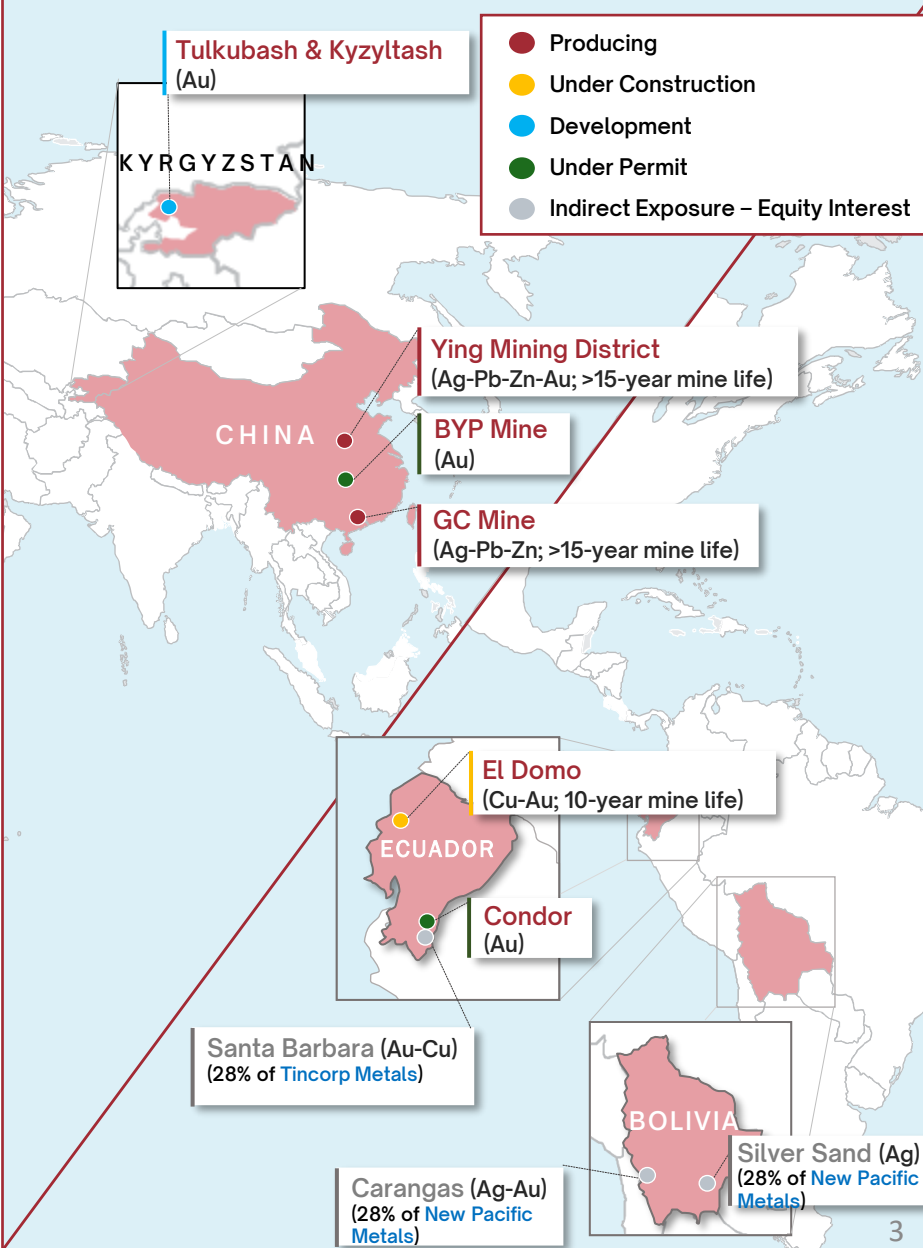 Tulkubash & Kyzyltash
(Au)
Producing
Under Construction
Development
Under Permit
Indirect Exposure – Equity Interest
KYRGYZSTAN
Ying Mining District
(Ag-Pb-Zn-Au; >15-year mine life)
CHINA
BYP Mine
(Au)
GC Mine
(Ag-Pb-Zn; >15-year mine life)
El Domo
(Cu-Au; 10-year mine life)
ECUADOR
Condor
(Au)
Santa Barbara (Au-Cu)
(28% of Tincorp Metals)
BOLIVIA
Silver Sand (Ag)
(28% of New Pacific
Metals)
Carangas (Ag-Au)
(28% of New Pacific
Metals)
3